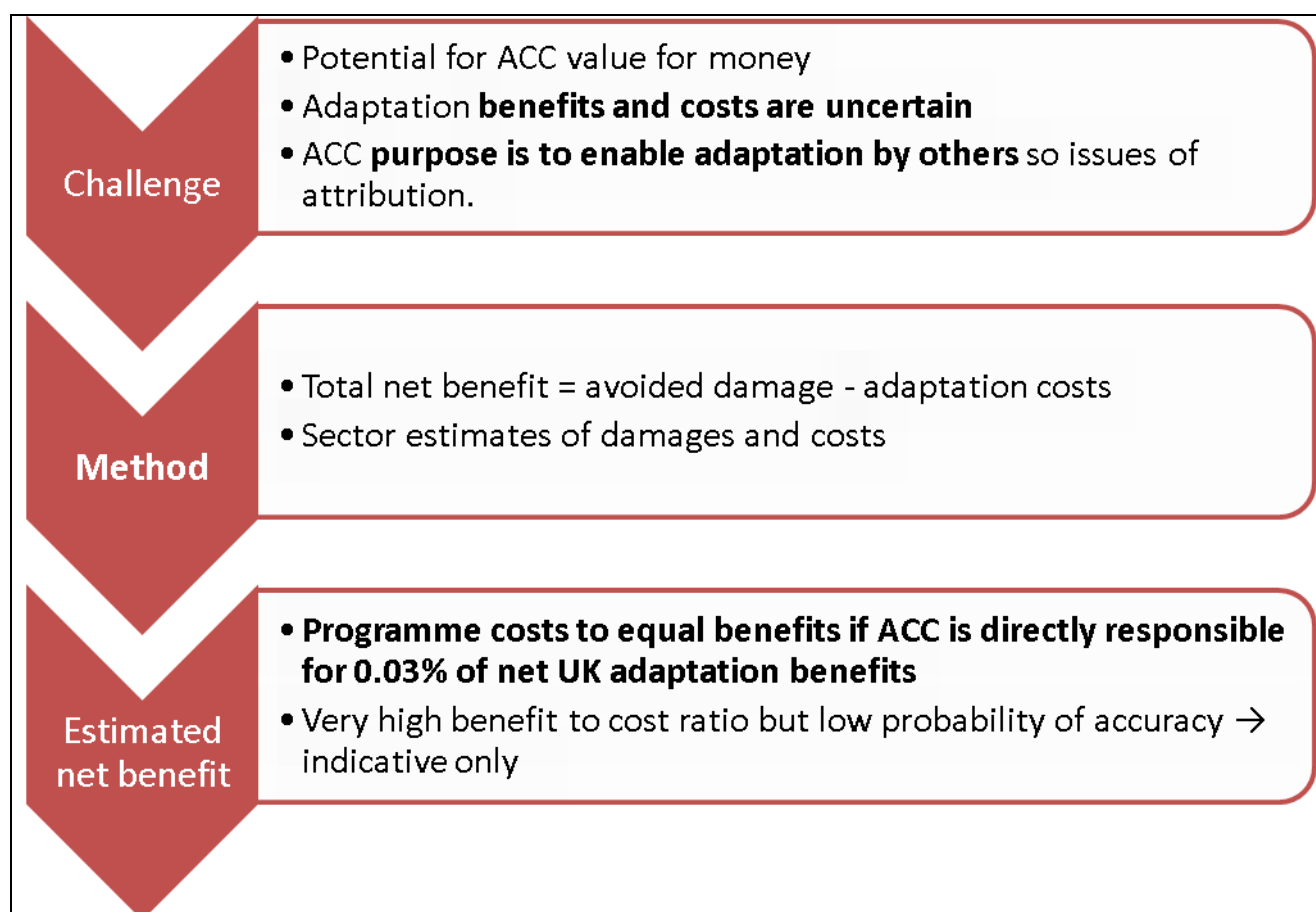 Challenge
• Potential for ACC value for money
• Adaptation benefits and costs are uncertain
• ACC purpose is to enable adaptation by others so issues of
attribution.
Method
• Total net benefit = avoided damage - adaptation costs
• Sector estimates of damages and costs
Estimated
net benefit
• Programme costs to equal benefits if ACC is directly responsible
for 0.03% of net UK adaptation benefits
• Very high benefit to cost ratio but low probability of accuracy →
indicative only